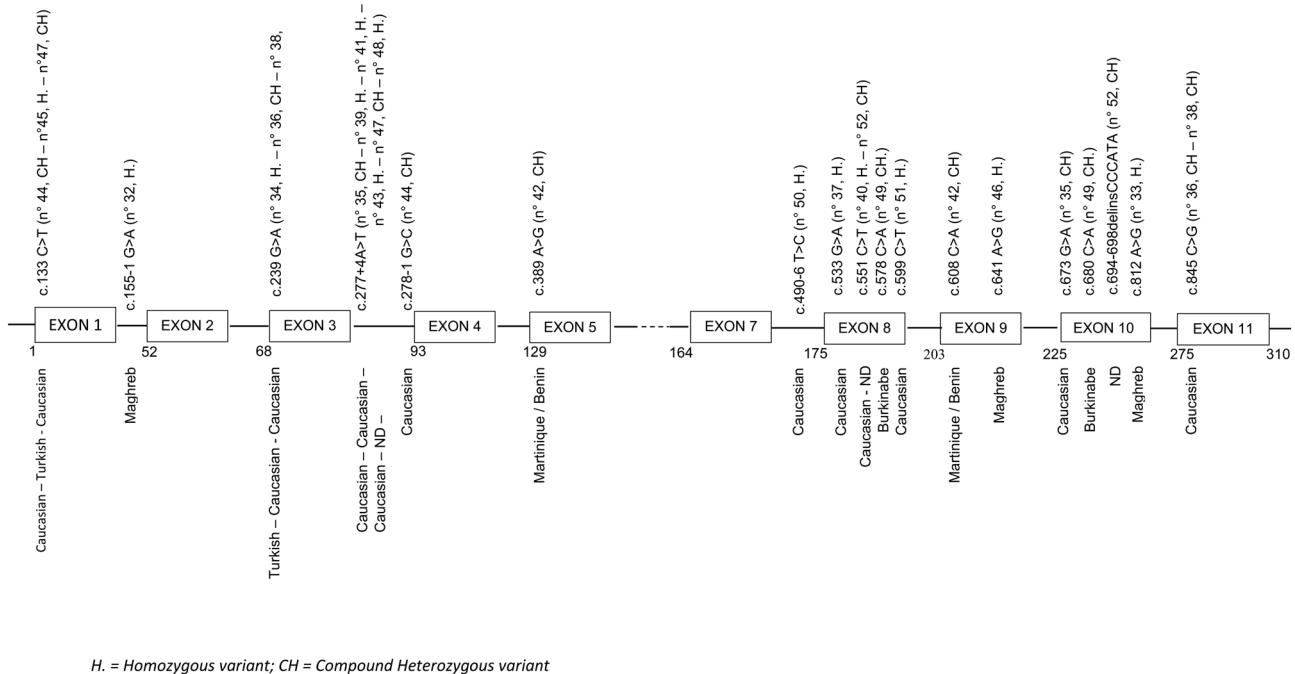 c.133 C>T (n° 44, CH – n°45, H. – n°47, CH)
c.155-1 G>A (n° 32, H.)
c.239 G>A (n° 34, H. – n° 36, CH – n° 38,
c.277+4A>T (n° 35, CH – n° 39, H. – n° 41, H. –
n° 43, H. – n° 47, CH – n° 48, H.)
c.278-1 G>C (n° 44, CH)
c.389 A>G (n° 42, CH)
c.490-6 T>C (n° 50, H.)
c.533 G>A (n° 37, H.)
c.551 C>T (n° 40, H. – n° 52, CH)
c.578 C>A (n° 49, CH.)
c.599 C>T (n° 51, H.)
c.608 C>A (n° 42, CH)
c.641 A>G (n° 46, H.)
c.673 G>A (n° 35, CH)
c.680 C>A (n° 49, CH.)
c.694-698delinsCCCATA (n° 52, CH)
c.812 A>G (n° 33, H.)
c.845 C>G (n° 36, CH – n° 38, CH)
EXON 1 EXON 2 EXON 3 EXON 4 EXON 5 EXON 7 EXON 8 EXON 9 EXON 10 EXON 11
1 52 68 93 129 164 175 203 225 275 310
Caucasian – Turkish - Caucasian
Maghreb
Turkish – Caucasian - Caucasian
Caucasian – Caucasian –
Caucasian – ND –
Caucasian
Martinique / Benin
Caucasian
Caucasian
Caucasian - ND
Burkinabe
Caucasian
Martinique / Benin
Maghreb
Caucasian
Burkinabe
ND
Maghreb
Caucasian
H. = Homozygous variant; CH = Compound Heterozygous variant